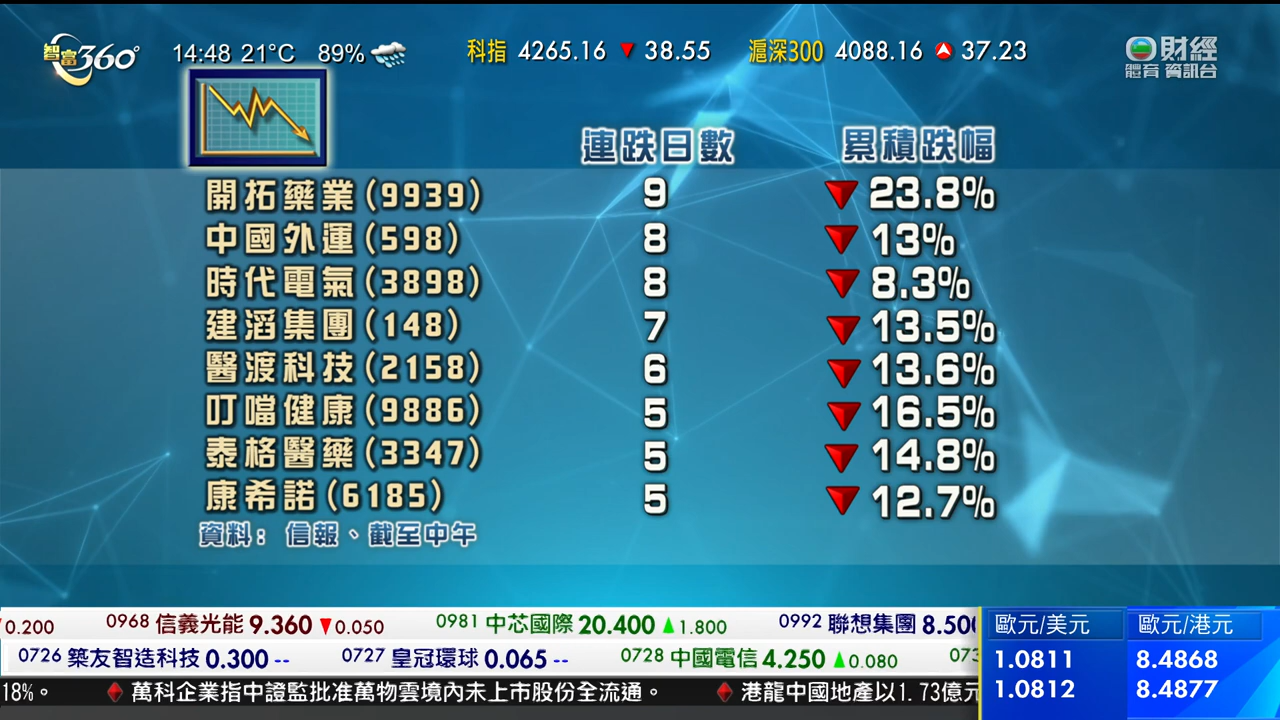 智富360° 14:48 21°C 89% 科指 4265.16 ▼ 38.55 滬深300 4088.16 ▲ 37.23 財經
體育 資訊台
連跌日數 累積跌幅
開拓藥業(9939) 9 ▼ 23.8%
中國外運(598) 8 ▼ 13%
時代電氣(3898) 8 ▼ 8.3%
建滔集團(148) 7 ▼ 13.5%
醫渡科技(2158) 6 ▼ 13.6%
叮噹健康(9886) 5 ▼ 16.5%
泰格醫藥(3347) 5 ▼ 14.8%
康希諾(6185) 5 ▼ 12.7%
資料：信報、截至中午
0.200 0968 信義光能 9.360 ▼0.050 0981 中芯國際 20.400 ▲1.800 0992 聯想集團 8.50
0726 築友智造科技 0.300 -- 0727 皇冠環球 0.065 -- 0728 中國電信 4.250 ▲0.080 073
18%。 ♦ 萬科企業指中證監批准萬物雲境內未上市股份全流通。 ♦ 港龍中國地產以1.73億元
歐元/美元 歐元/港元
1.0811 8.4868
1.0812 8.4877